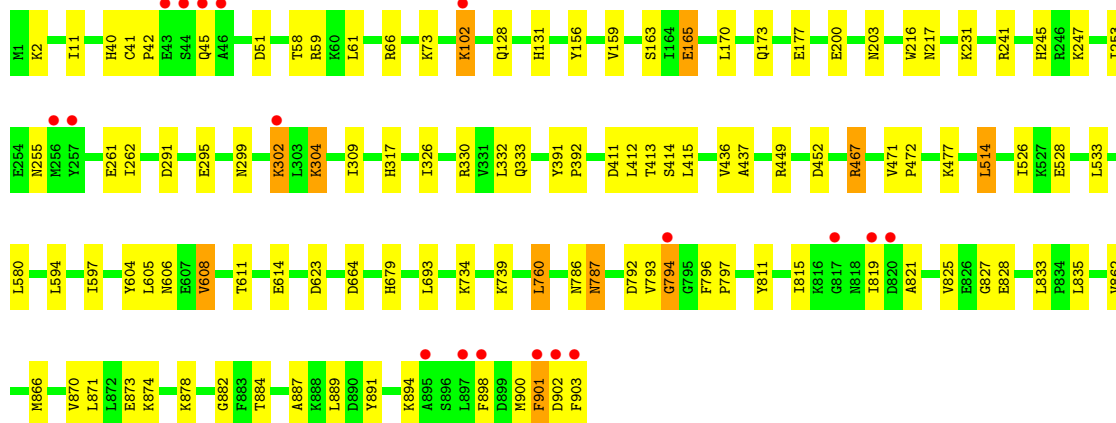 M1 K2 I11 H40 C41 P42 E43 S44 Q45 A46 D51 T58 R59 K60 L61 R66 K73 K102 Q128 H131 Y156 V159 S163 I164 E165 L170 Q173 E177 E200 N203 W216 N217 K231 R241 H245 R246 K247 I253
E254 N255 M256 Y257 E261 I262 D291 E295 N299 K302 L303 K304 I309 H317 I326 R330 V331 L332 Q333 Y391 P392 D411 L412 T413 S414 L415 V436 A437 R449 D452 R467 V471 P472 K477 L514 I526 K527 E528 L533
L580 L594 I597 Y604 L605 N606 E607 V608 T611 E614 D623 D664 H679 L693 K734 K739 L760 N786 N787 D792 V793 G794 G795 F796 P797 Y811 I815 K816 G817 N818 I819 D820 A821 V825 E826 G827 E828 L833 P834 L835 V862
M866 V870 L871 L872 E873 K874 K878 G882 F883 T884 A887 K888 L889 D890 Y891 K894 A895 S896 L897 F898 D899 M900 F901 D902 F903